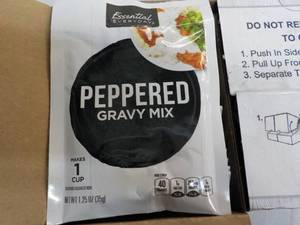 Essential
EVERYDAY
PEPPERED
GRAVY MIX
MAKES
1
CUP
NET WT 1.25 OZ (35g)
40
DO NOT RE
TO
1. Push In Side
2. Pull Up Fro
3. Separate T
1.